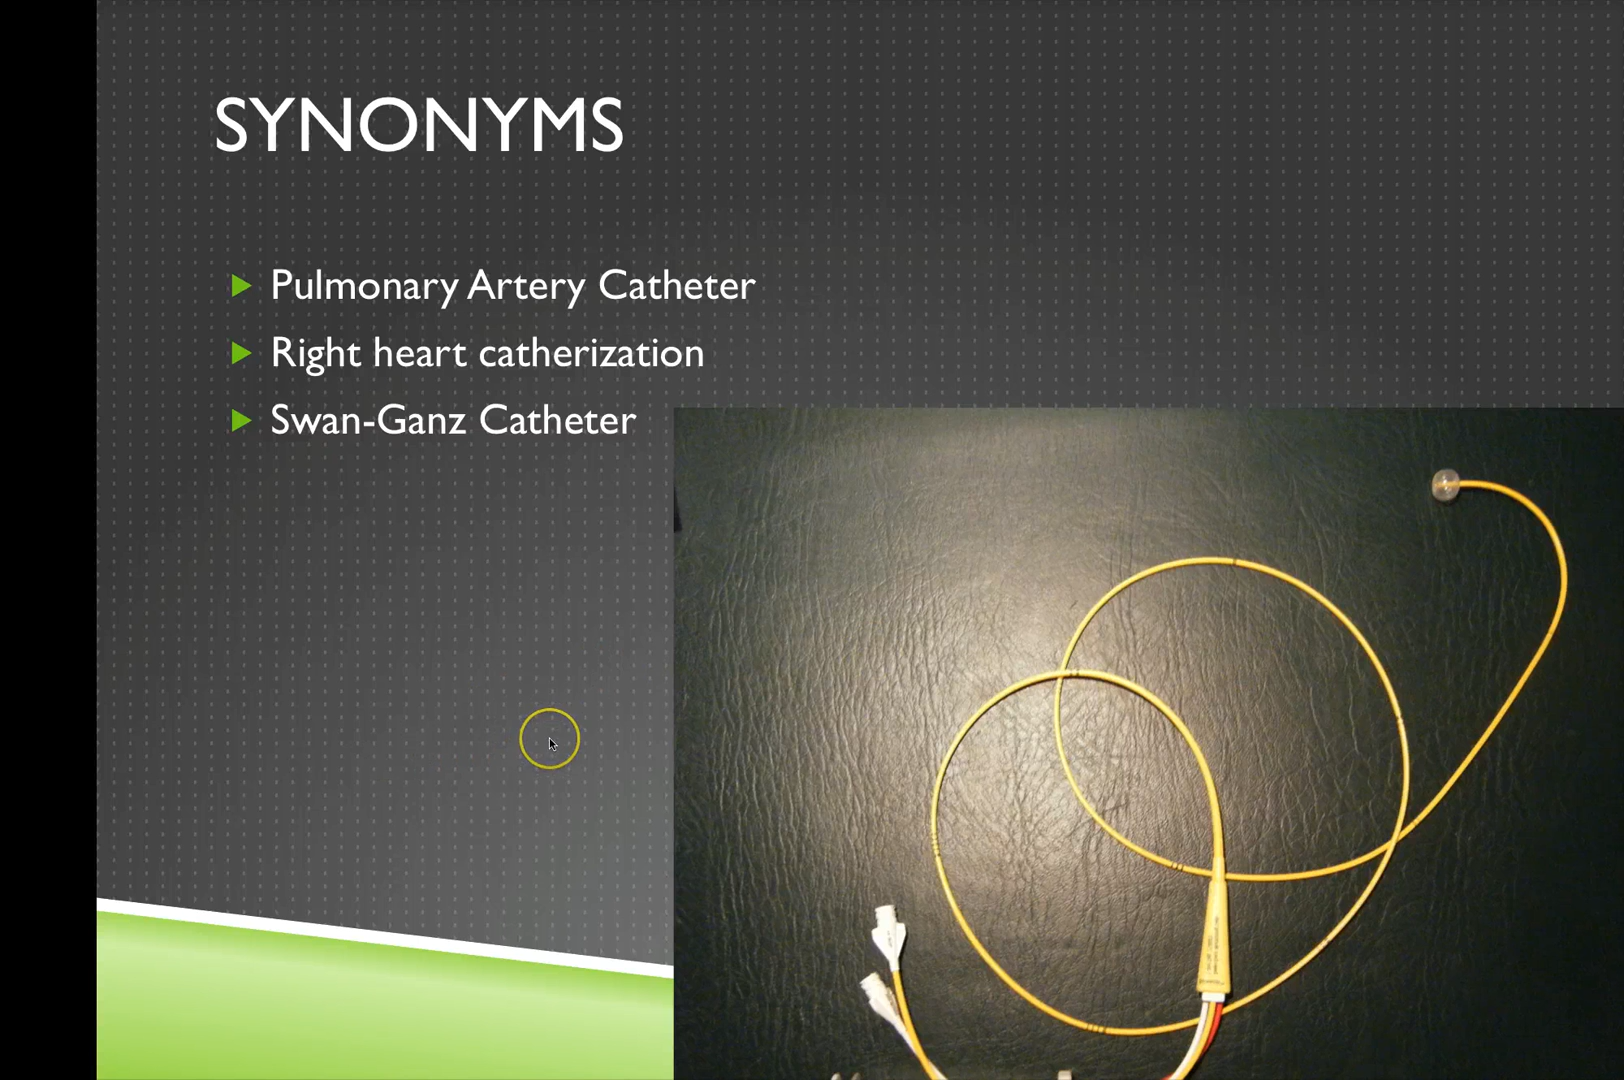 SYNONYMS
Pulmonary Artery Catheter
Right heart catherization
Swan-Ganz Catheter